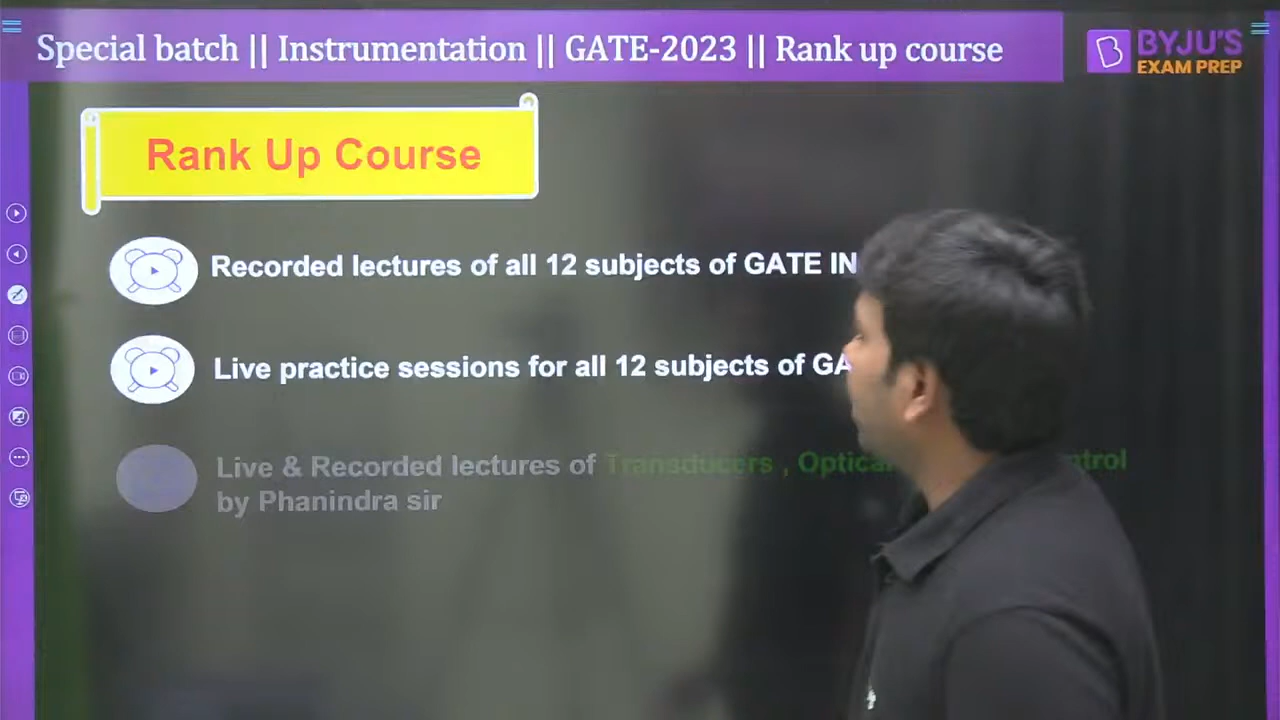 Special batch || Instrumentation || GATE-2023 || Rank up course
BYJU'S
EXAM PREP
Rank Up Course
Recorded lectures of all 12 subjects of GATE IN
Live practice sessions for all 12 subjects of
Live & Recorded lectures of Transducers ,
by Phanindra sir